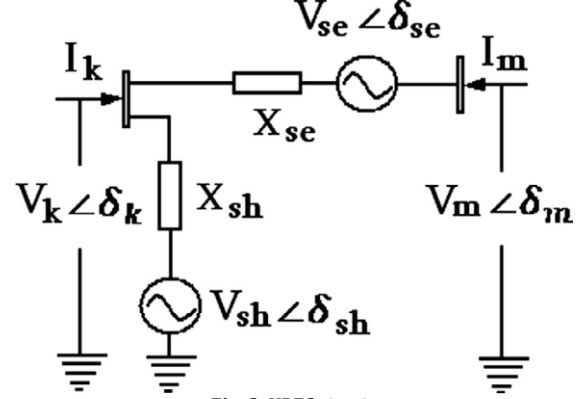 Vse ∠δse
Ik
Im
Xse
Vk ∠δk
Xsh
Vm ∠δm
Vsh ∠δsh